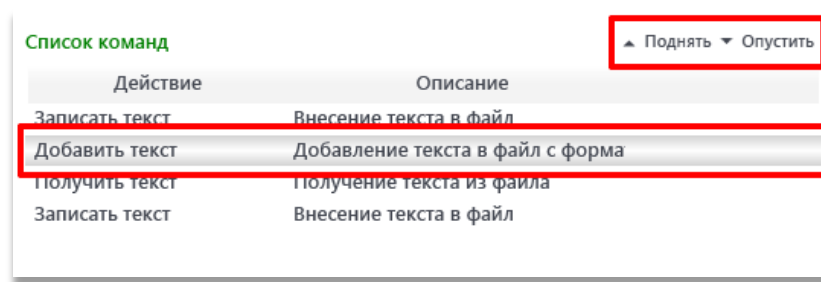 Список команд ▲ Поднять ▼ Опустить
Действие Описание
Записать текст Внесение текста в файл
Добавить текст Добавление текста в файл с форма
Получить текст Получение текста из файла
Записать текст Внесение текста в файл